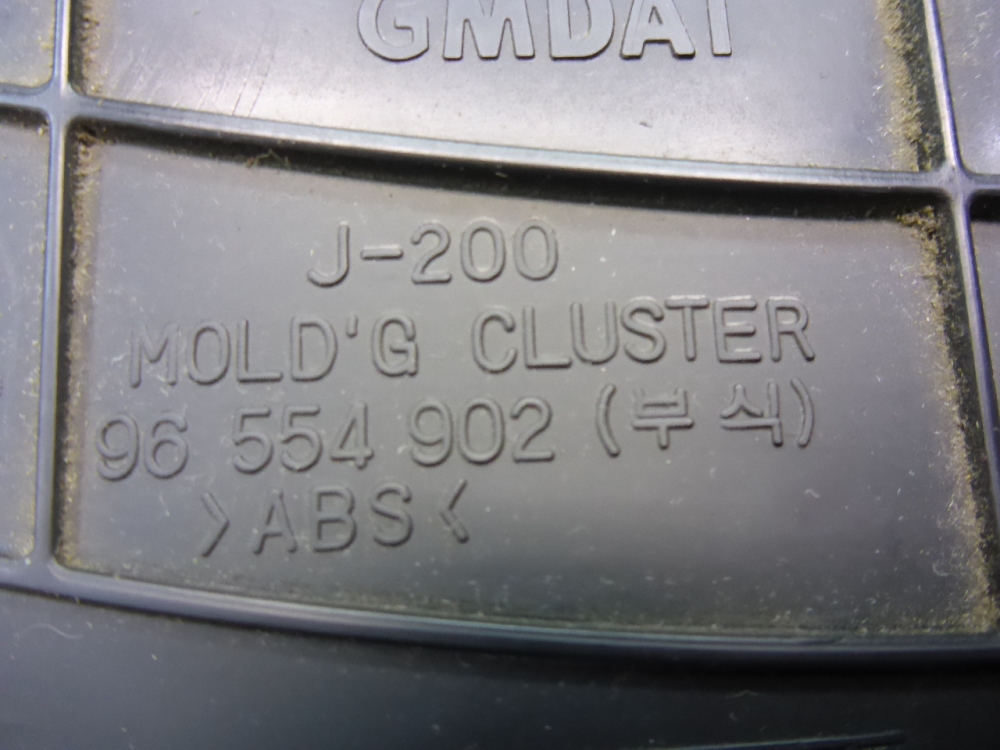 GMDAT
J-200
MOLD'G CLUSTER
96 554 902 (부식)
>ABS<